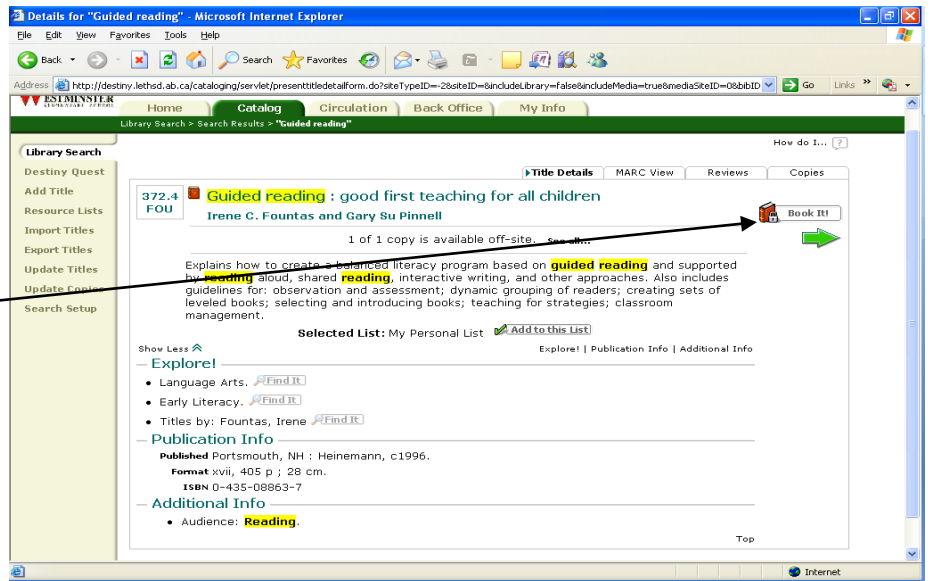 Details for "Guided reading" - Microsoft Internet Explorer
File Edit View Favorites Tools Help
Back Search Favorites
Address http://destiny.lethsd.ab.ca/cataloging/servlet/presenttitledetailform.do?siteTypeID=-2&siteID=&includeLibrary=false&includeMedia=true&mediaSiteID=0&bibID Go Links »
Home Catalog Circulation Back Office My Info
Library Search > Search Results > "Guided reading"
How do I... ?
Library Search
Destiny Quest
Add Title
Resource Lists
Import Titles
Export Titles
Update Titles
Update Copies
Search Setup
Title Details MARC View Reviews Copies
372.4
FOU
Guided reading : good first teaching for all children
Irene C. Fountas and Gary Su Pinnell
Book It!
1 of 1 copy is available off-site. See all...
Explains how to create a balanced literacy program based on guided reading and supported
by reading aloud, shared reading, interactive writing, and other approaches. Also includes
guidelines for: observation and assessment; dynamic grouping of readers; creating sets of
leveled books; selecting and introducing books; teaching for strategies; classroom
management.
Selected List: My Personal List Add to this List
Show Less Explore! | Publication Info | Additional Info
Explore!
• Language Arts. Find It
• Early Literacy. Find It
• Titles by: Fountas, Irene Find It
Publication Info
Published Portsmouth, NH : Heinemann, c1996.
Format xvii, 405 p ; 28 cm.
ISBN 0-435-08863-7
Additional Info
• Audience: Reading.
Top
Internet